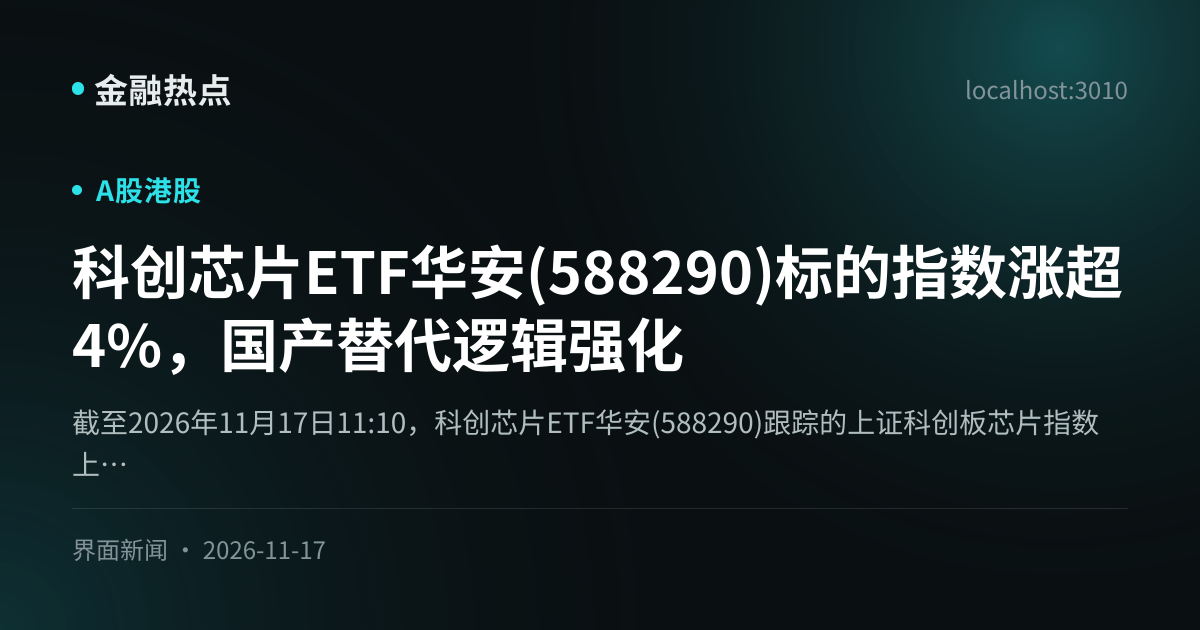 金融热点
localhost:3010
A股港股
科创芯片ETF华安(588290)标的指数涨超
4%，国产替代逻辑强化
截至2026年11月17日11:10，科创芯片ETF华安(588290)跟踪的上证科创板芯片指数
上…
界面新闻 • 2026-11-17